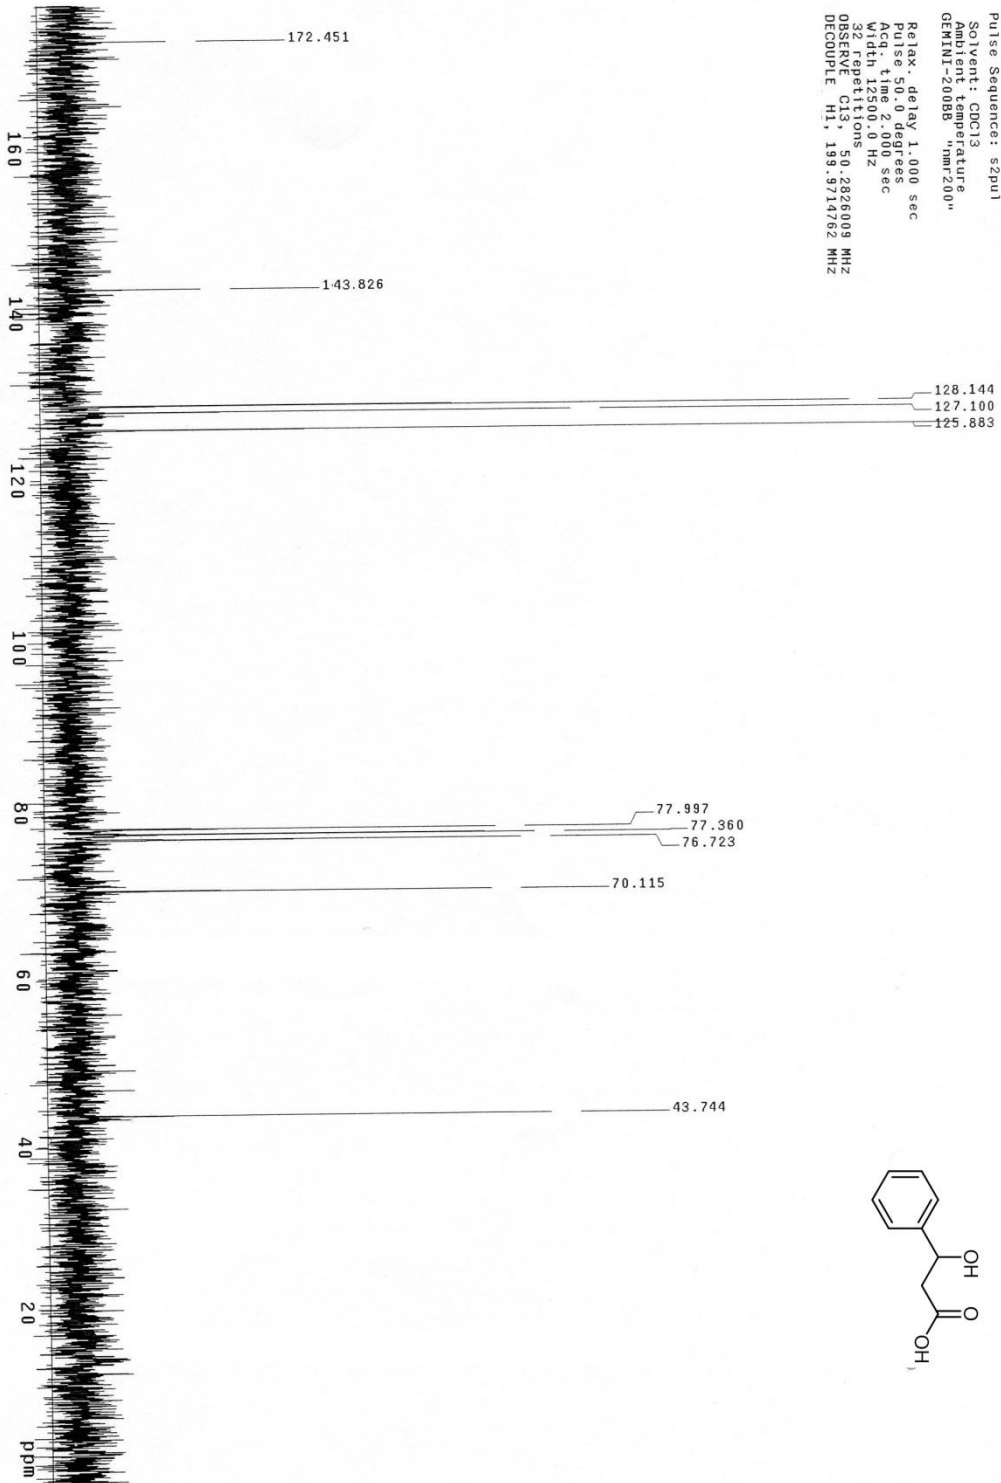 Pulse Sequence: s2pul
Solvent: CDCl3
Ambient temperature
GEMINI-200BB "nmr200"
Relax. delay 1.000 sec
Pulse 50.0 degrees
Acq. time 2.000 sec
Width 12500.0 Hz
32 repetitions
OBSERVE C13, 50.2826009 MHz
DECOUPLE H1, 199.9714762 MHz
172.451
143.826
128.144
127.100
125.883
77.997
77.360
76.723
70.115
43.744
OH
O
OH
160
140
120
100
80
60
40
20
ppm